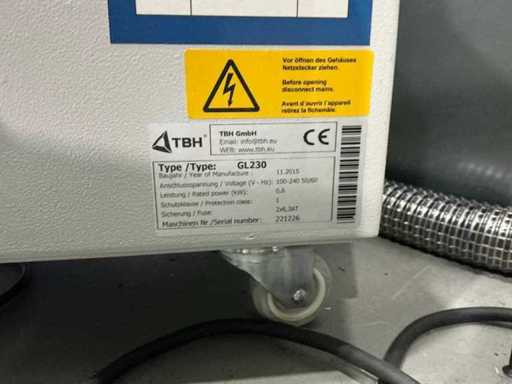 Vor öffnen des Gehäuses
Netzstecker ziehen.
Before opening
disconnect mains.
Avant d'ouvrir l'appareil
retirez la fichemâle.
TBH®
TBH GmbH
Email: info@tbh.eu
WEB: www.tbh.eu
CE
Type /Type: GL230
Baujahr / Year of Manufacture : 11.2015
Anschlussspannung / Voltage (V - Hz): 100-240 50/60
Leistung / Rated power (kW): 0,6
Schutzklasse / Protection class: 1
Sicherung / Fuse: 2x6,3AT
Maschinen Nr /Serial number: 221226